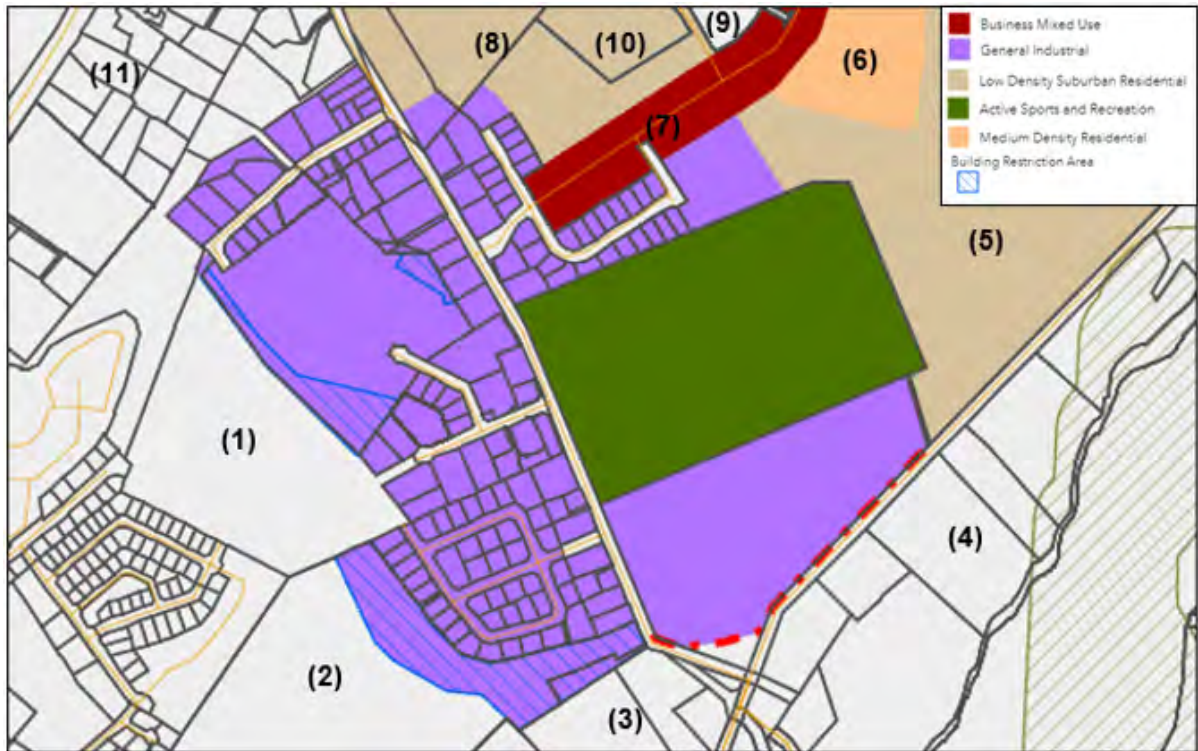 (8)
(9)
(10)
(11)
(6)
(7)
(5)
(1)
(4)
(2)
(3)
Business Mixed Use
General Industrial
Low Density Suburban Residential
Active Sports and Recreation
Medium Density Residential
Building Restriction Area